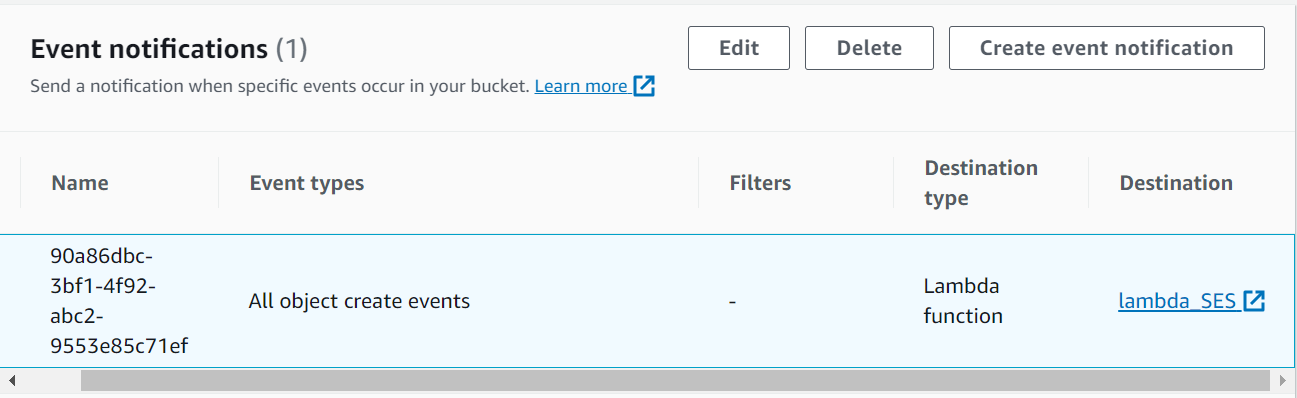 Event notifications (1)
Edit
Delete
Create event notification
Send a notification when specific events occur in your bucket. Learn more
Name
Event types
Filters
Destination
type
Destination
90a86dbc-
3bf1-4f92-
abc2-
9553e85c71ef
All object create events
-
Lambda
function
lambda_SES